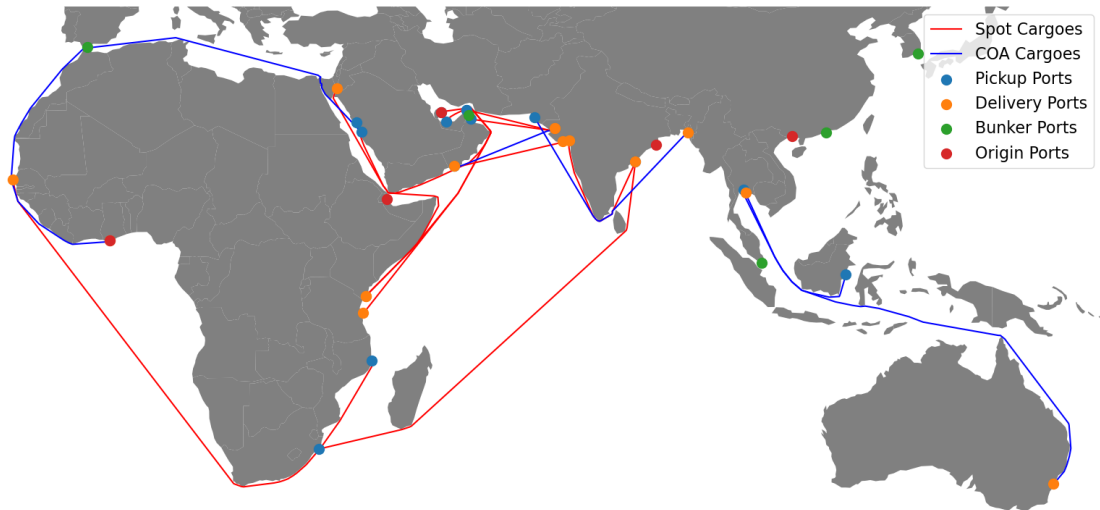 Spot Cargoes
COA Cargoes
Pickup Ports
Delivery Ports
Bunker Ports
Origin Ports